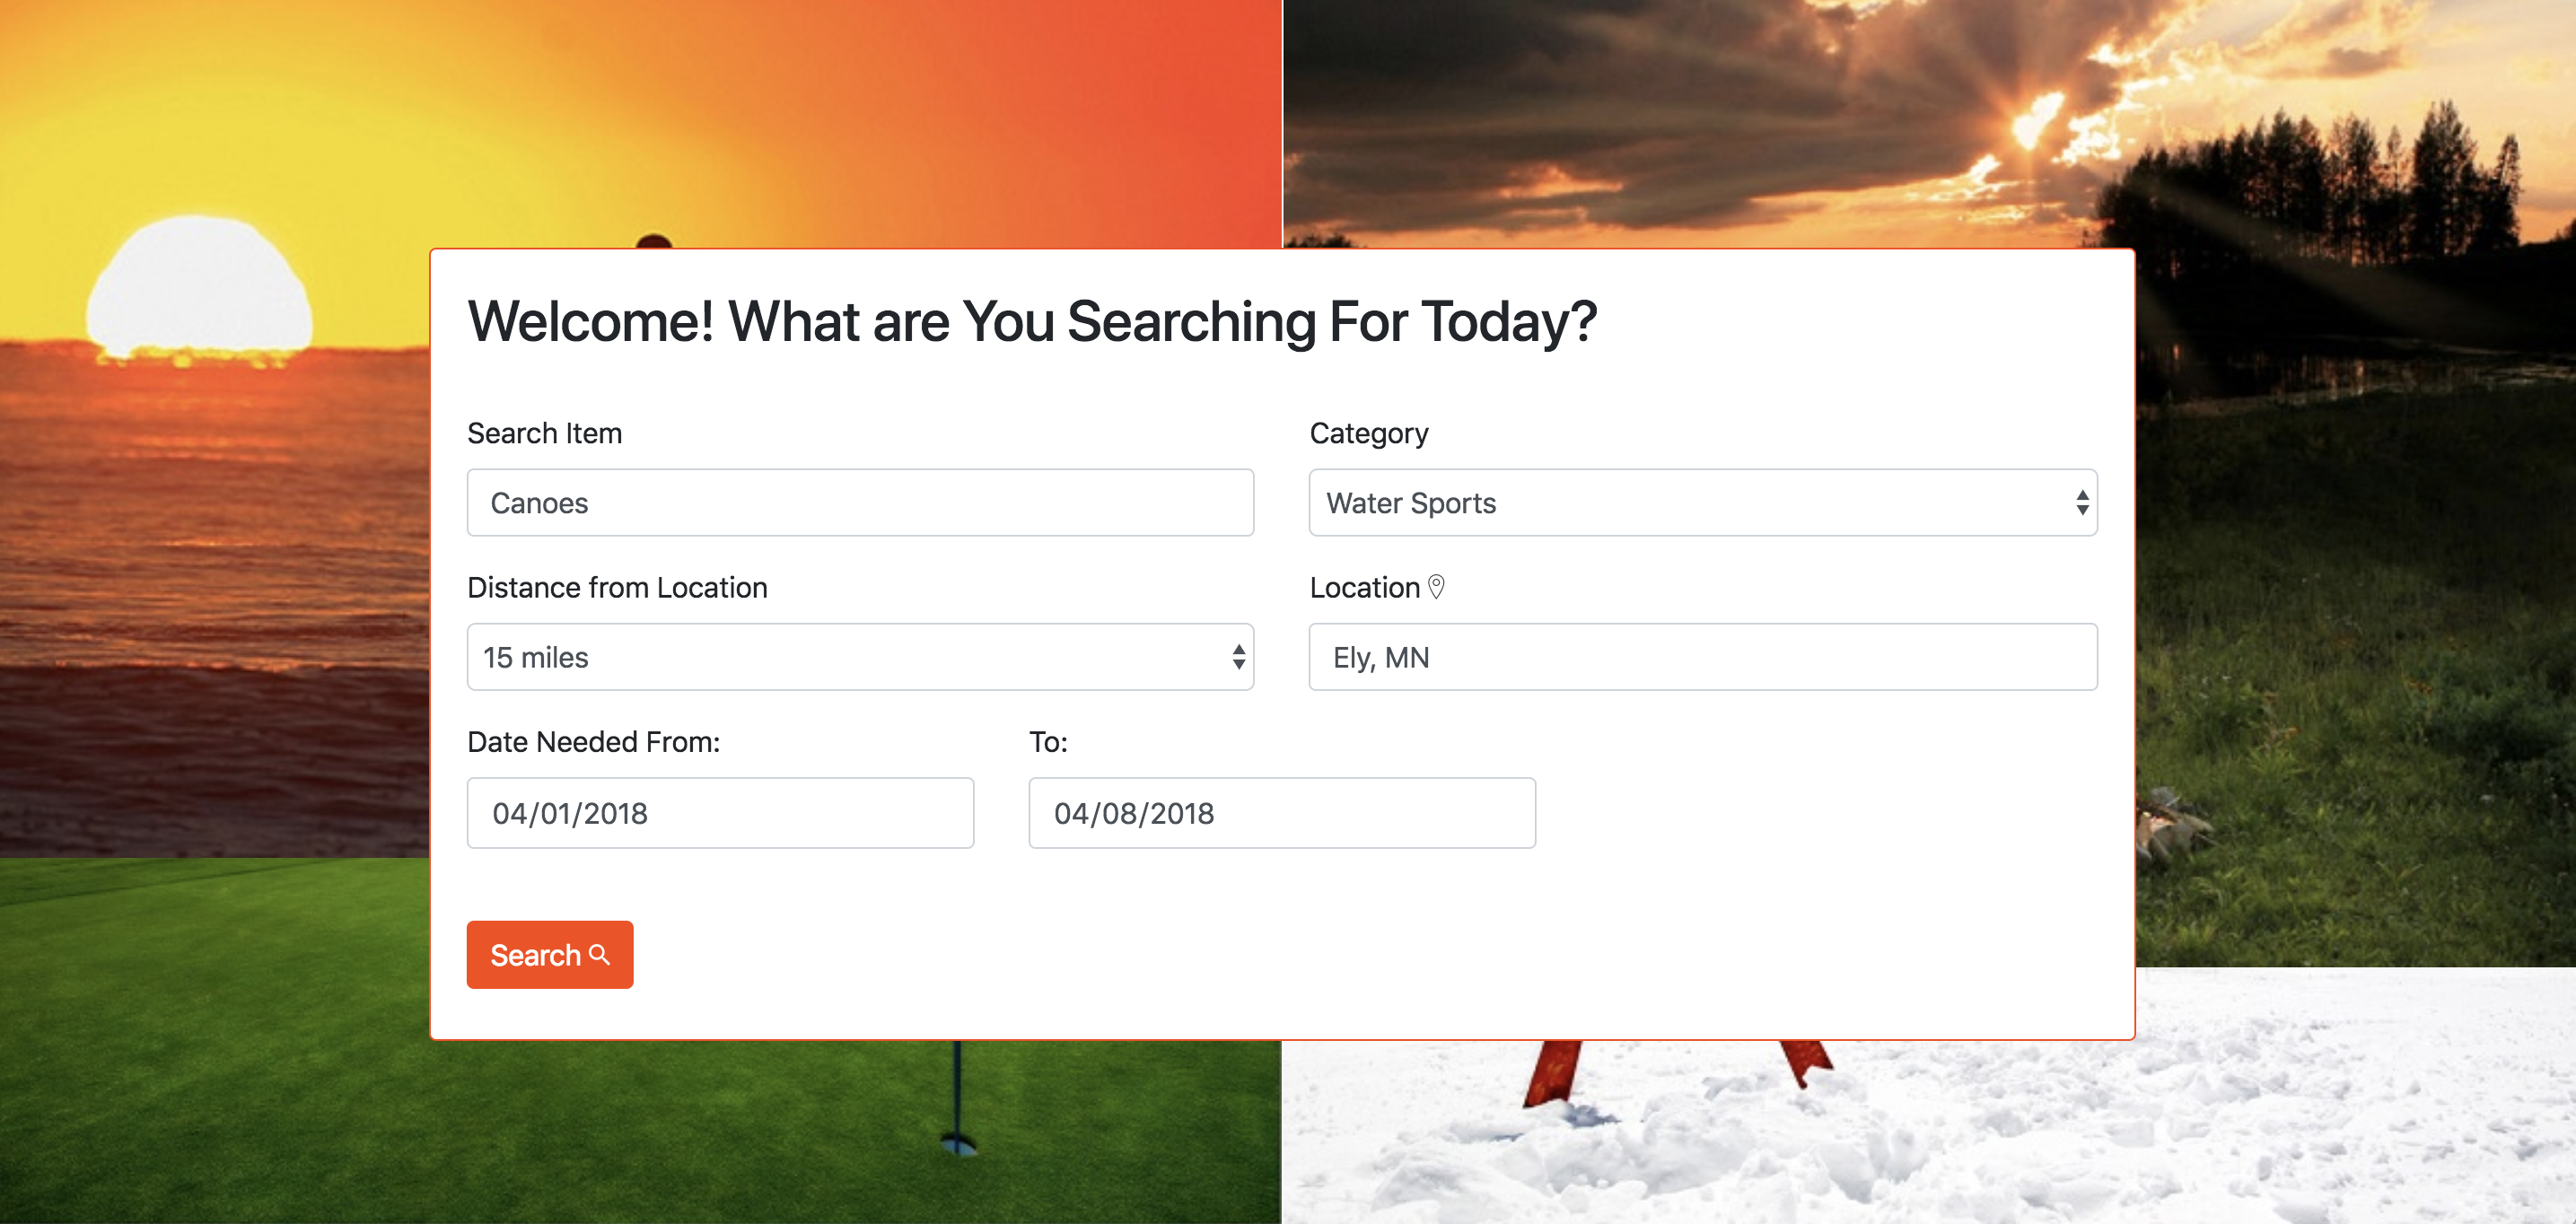 Welcome! What are You Searching For Today?
Search Item
Category
Canoes
Water Sports
Distance from Location
Location
15 miles
Ely, MN
Date Needed From:
To:
04/01/2018
04/08/2018
Search